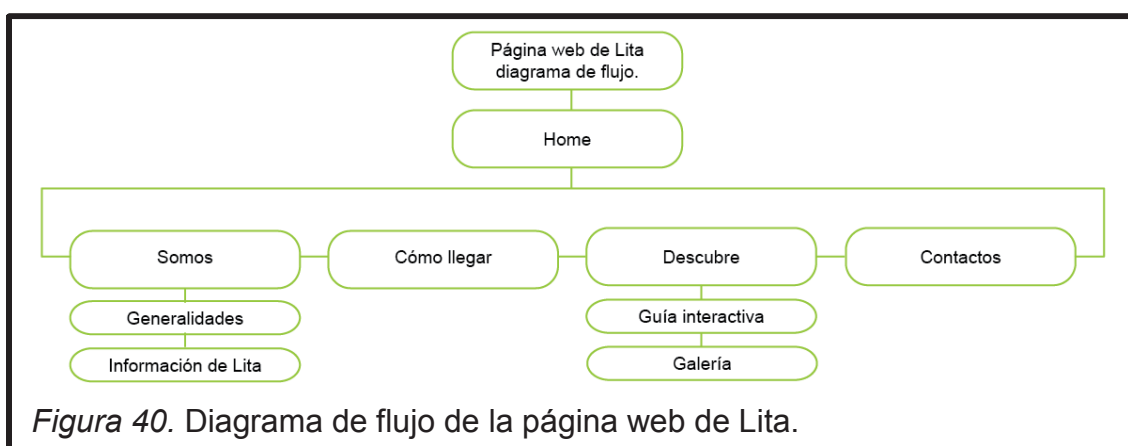 Página web de Lita
diagrama de flujo.
Home
Somos
Cómo llegar
Descubre
Contactos
Generalidades
Guía interactiva
Información de Lita
Galería
Figura 40. Diagrama de flujo de la página web de Lita.